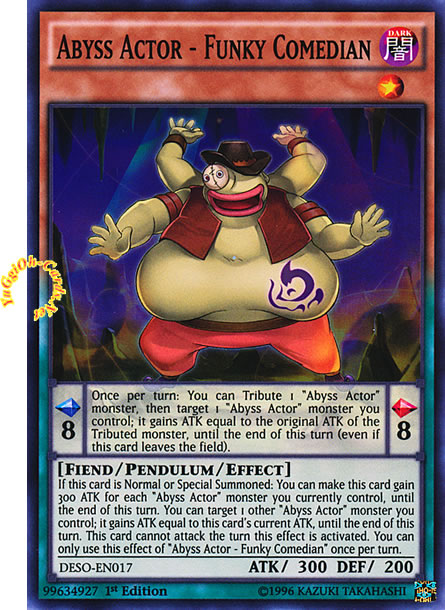 Abyss Actor - Funky Comedian
DARK
闇
YuGgiOh-Cards.Net
Once per turn: You can Tribute 1 "Abyss Actor"
monster, then target 1 "Abyss Actor" monster you
control; it gains ATK equal to the original ATK of the
Tributed monster, until the end of this turn (even if
this card leaves the field).
8
8
[FIEND/PENDULUM/EFFECT]
If this card is Normal or Special Summoned: You can make this card gain
300 ATK for each "Abyss Actor" monster you currently control, until
the end of this turn. You can target 1 other "Abyss Actor" monster you
control; it gains ATK equal to this card's current ATK, until the end of this
turn. This card cannot attack the turn this effect is activated. You can
only use this effect of "Abyss Actor - Funky Comedian" once per turn.
DESO-EN017
ATK/ 300 DEF/ 200
99634927 1st Edition
©1996 KAZUKI TAKAHASHI